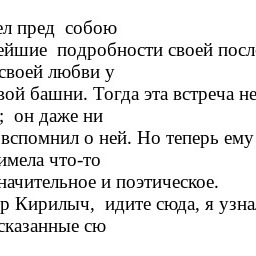 ел пред собою
ейшие подробности своей посл
своей любви у
вой башни. Тогда эта встреча не
; он даже ни
вспомнил о ней. Но теперь ему
имела что-то
начительное и поэтическое.
р Кирилыч, идите сюда, я узна
сказанные сю